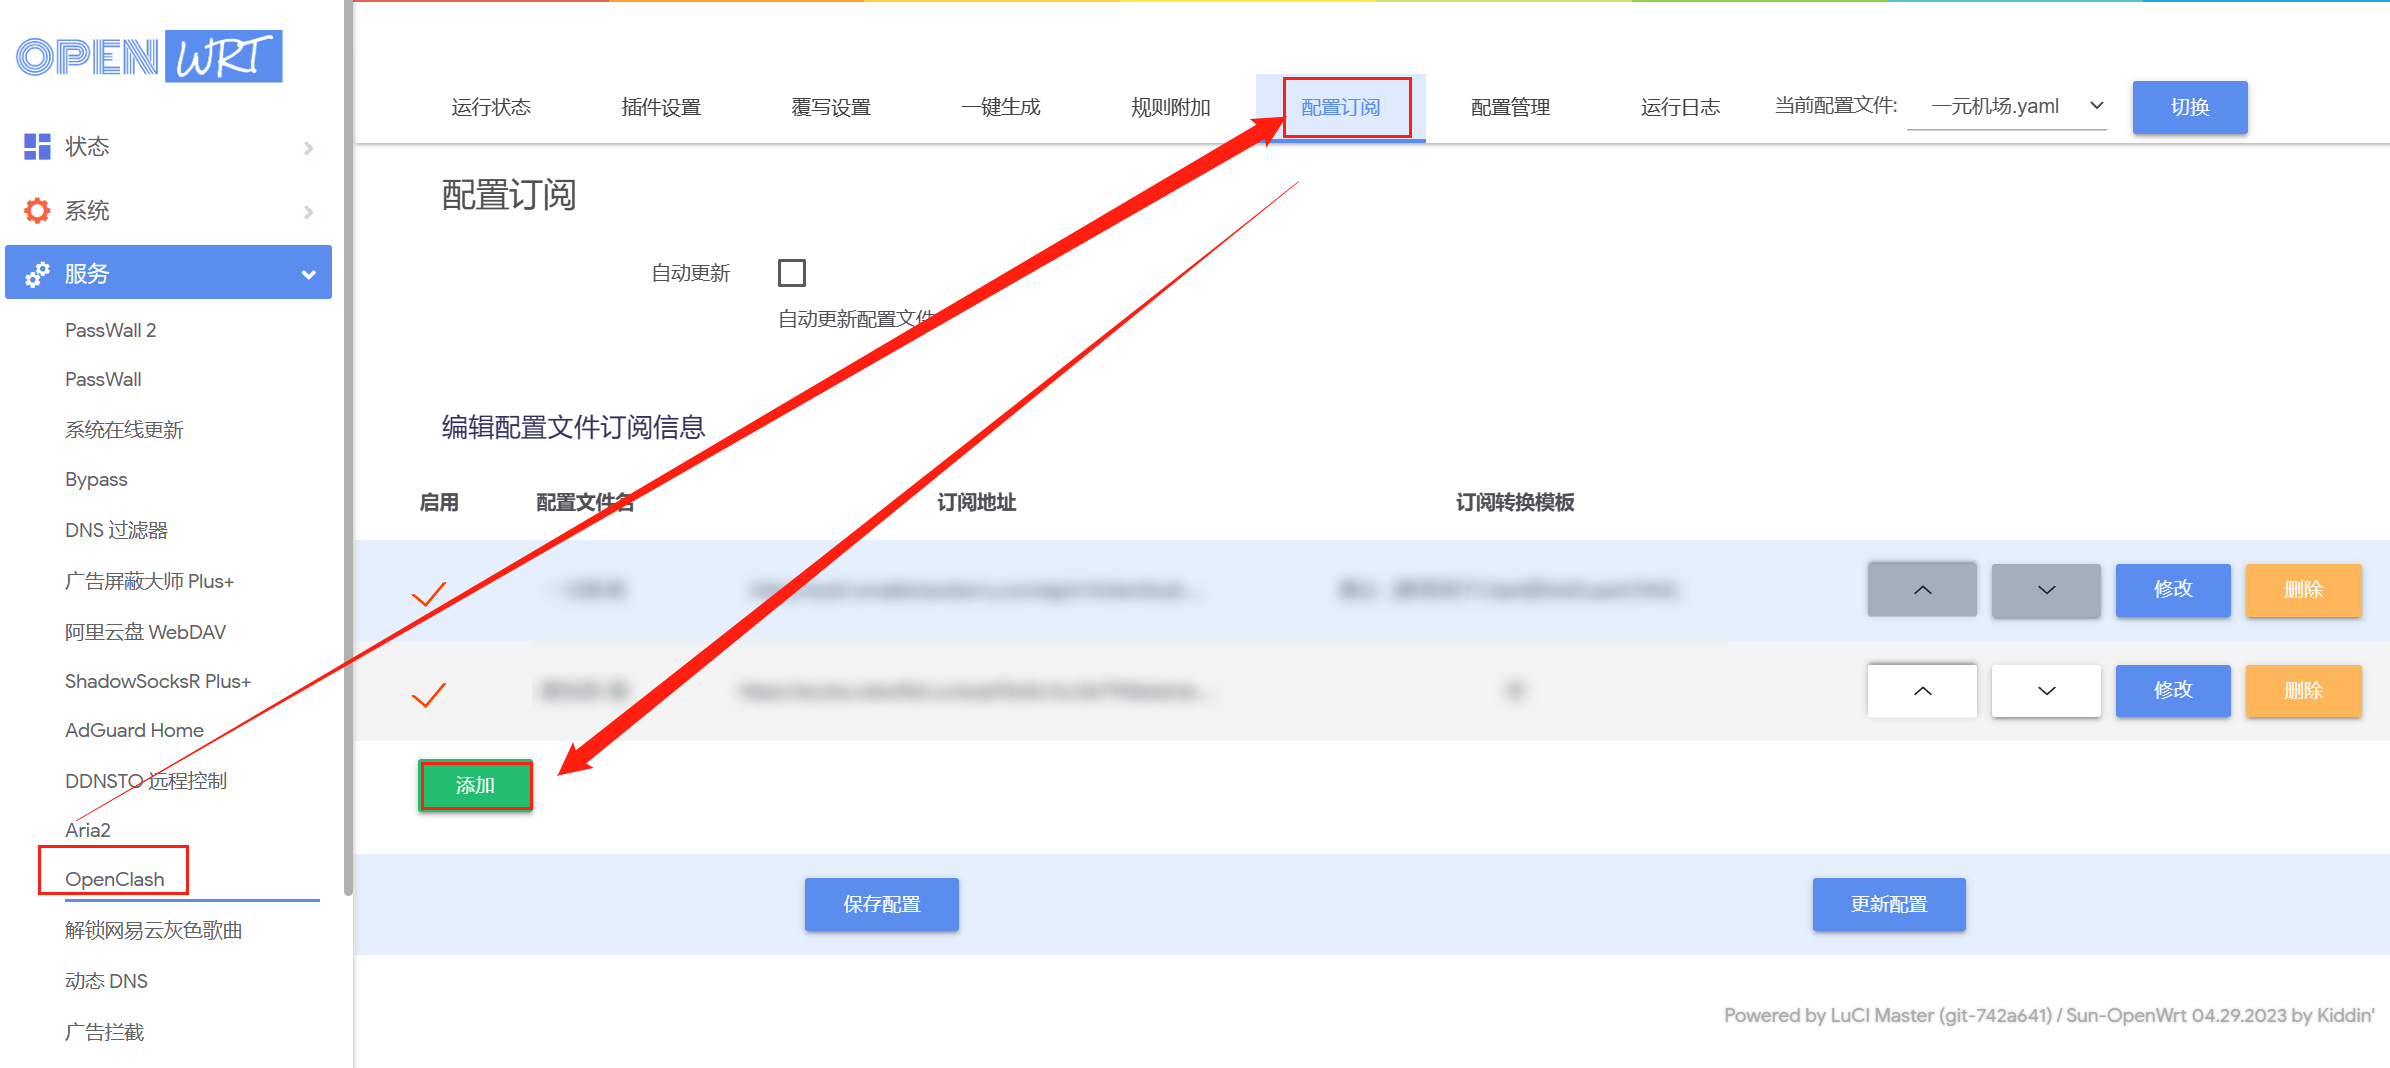 OPENWRT
状态
系统
服务
PassWall 2
PassWall
系统在线更新
Bypass
DNS 过滤器
广告屏蔽大师 Plus+
阿里云盘 WebDAV
ShadowSocksR Plus+
AdGuard Home
DDNSTO 远程控制
Aria2
OpenClash
解锁网易云灰色歌曲
动态 DNS
广告拦截
运行状态 插件设置 覆写设置 一键生成 规则附加 配置订阅 配置管理 运行日志 当前配置文件: 一元机场.yaml 切换
配置订阅
自动更新
自动更新配置文件
编辑配置文件订阅信息
启用 配置文件名 订阅地址 订阅转换模板
修改 删除
修改 删除
添加
保存配置 更新配置
Powered by LuCI Master (git-742a641) / Sun-OpenWrt 04.29.2023 by Kiddin'